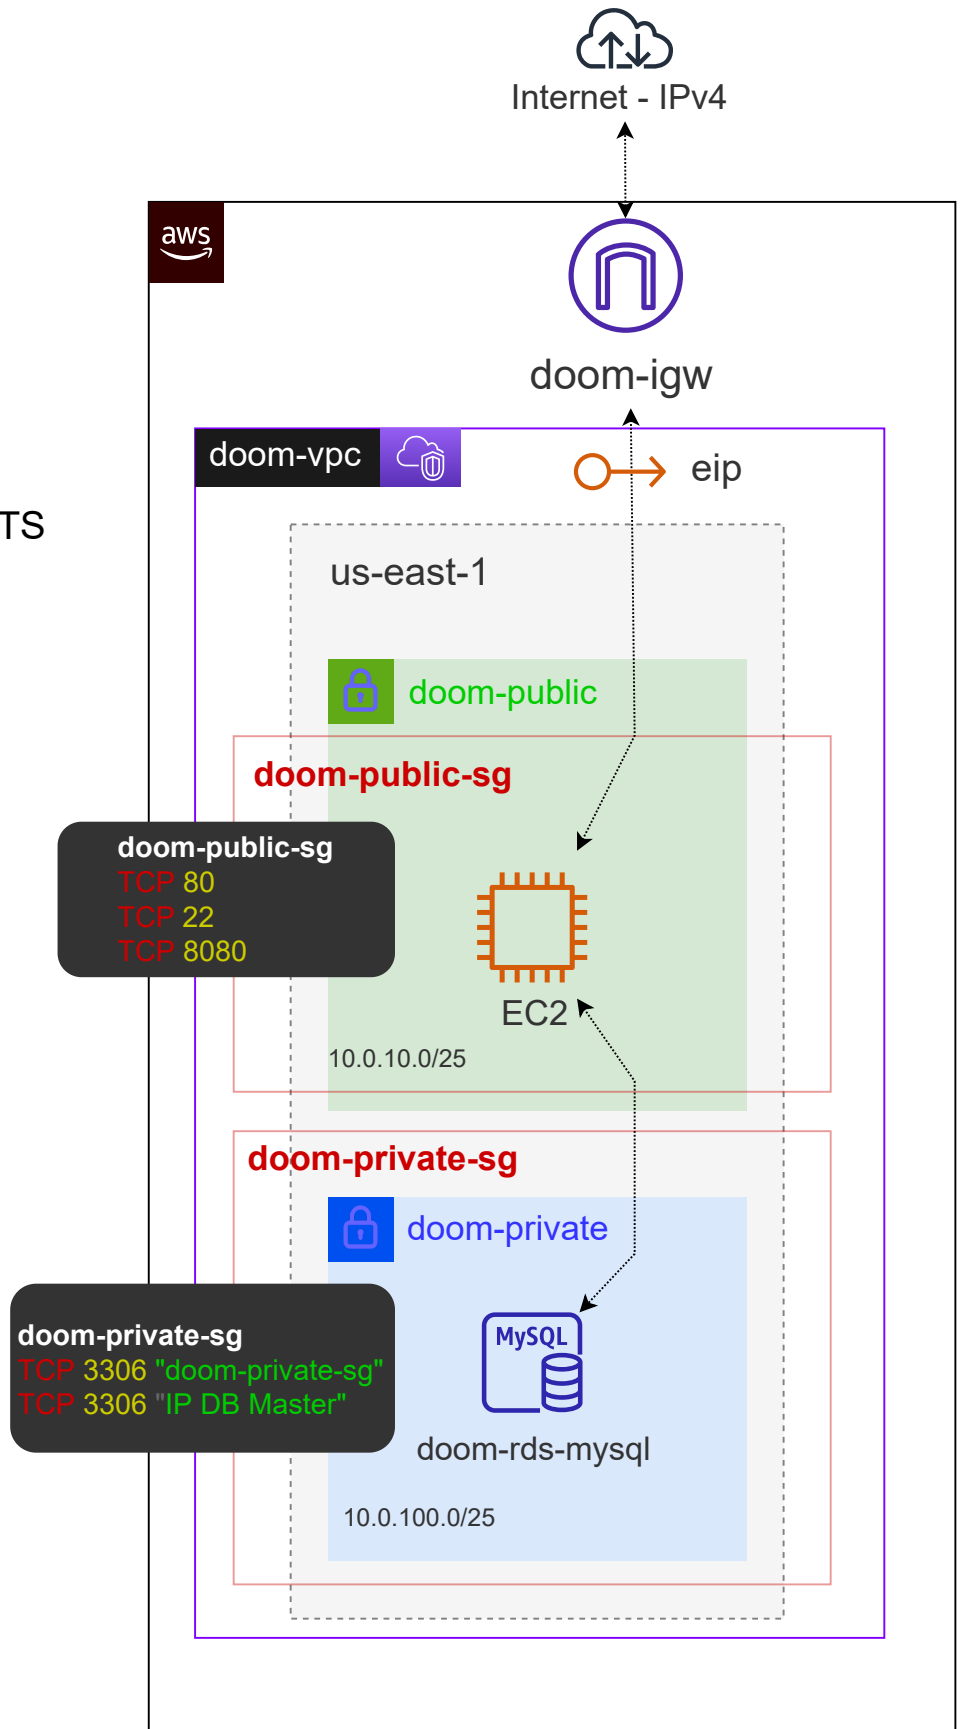 Internet - IPv4
aws
doom-igw
doom-vpc
eip
TS
us-east-1
doom-public
doom-public-sg
doom-public-sg
TCP 80
TCP 22
TCP 8080
EC2
10.0.10.0/25
doom-private-sg
doom-private
doom-private-sg
TCP 3306 "doom-private-sg"
TCP 3306 "IP DB Master"
MySQL
doom-rds-mysql
10.0.100.0/25